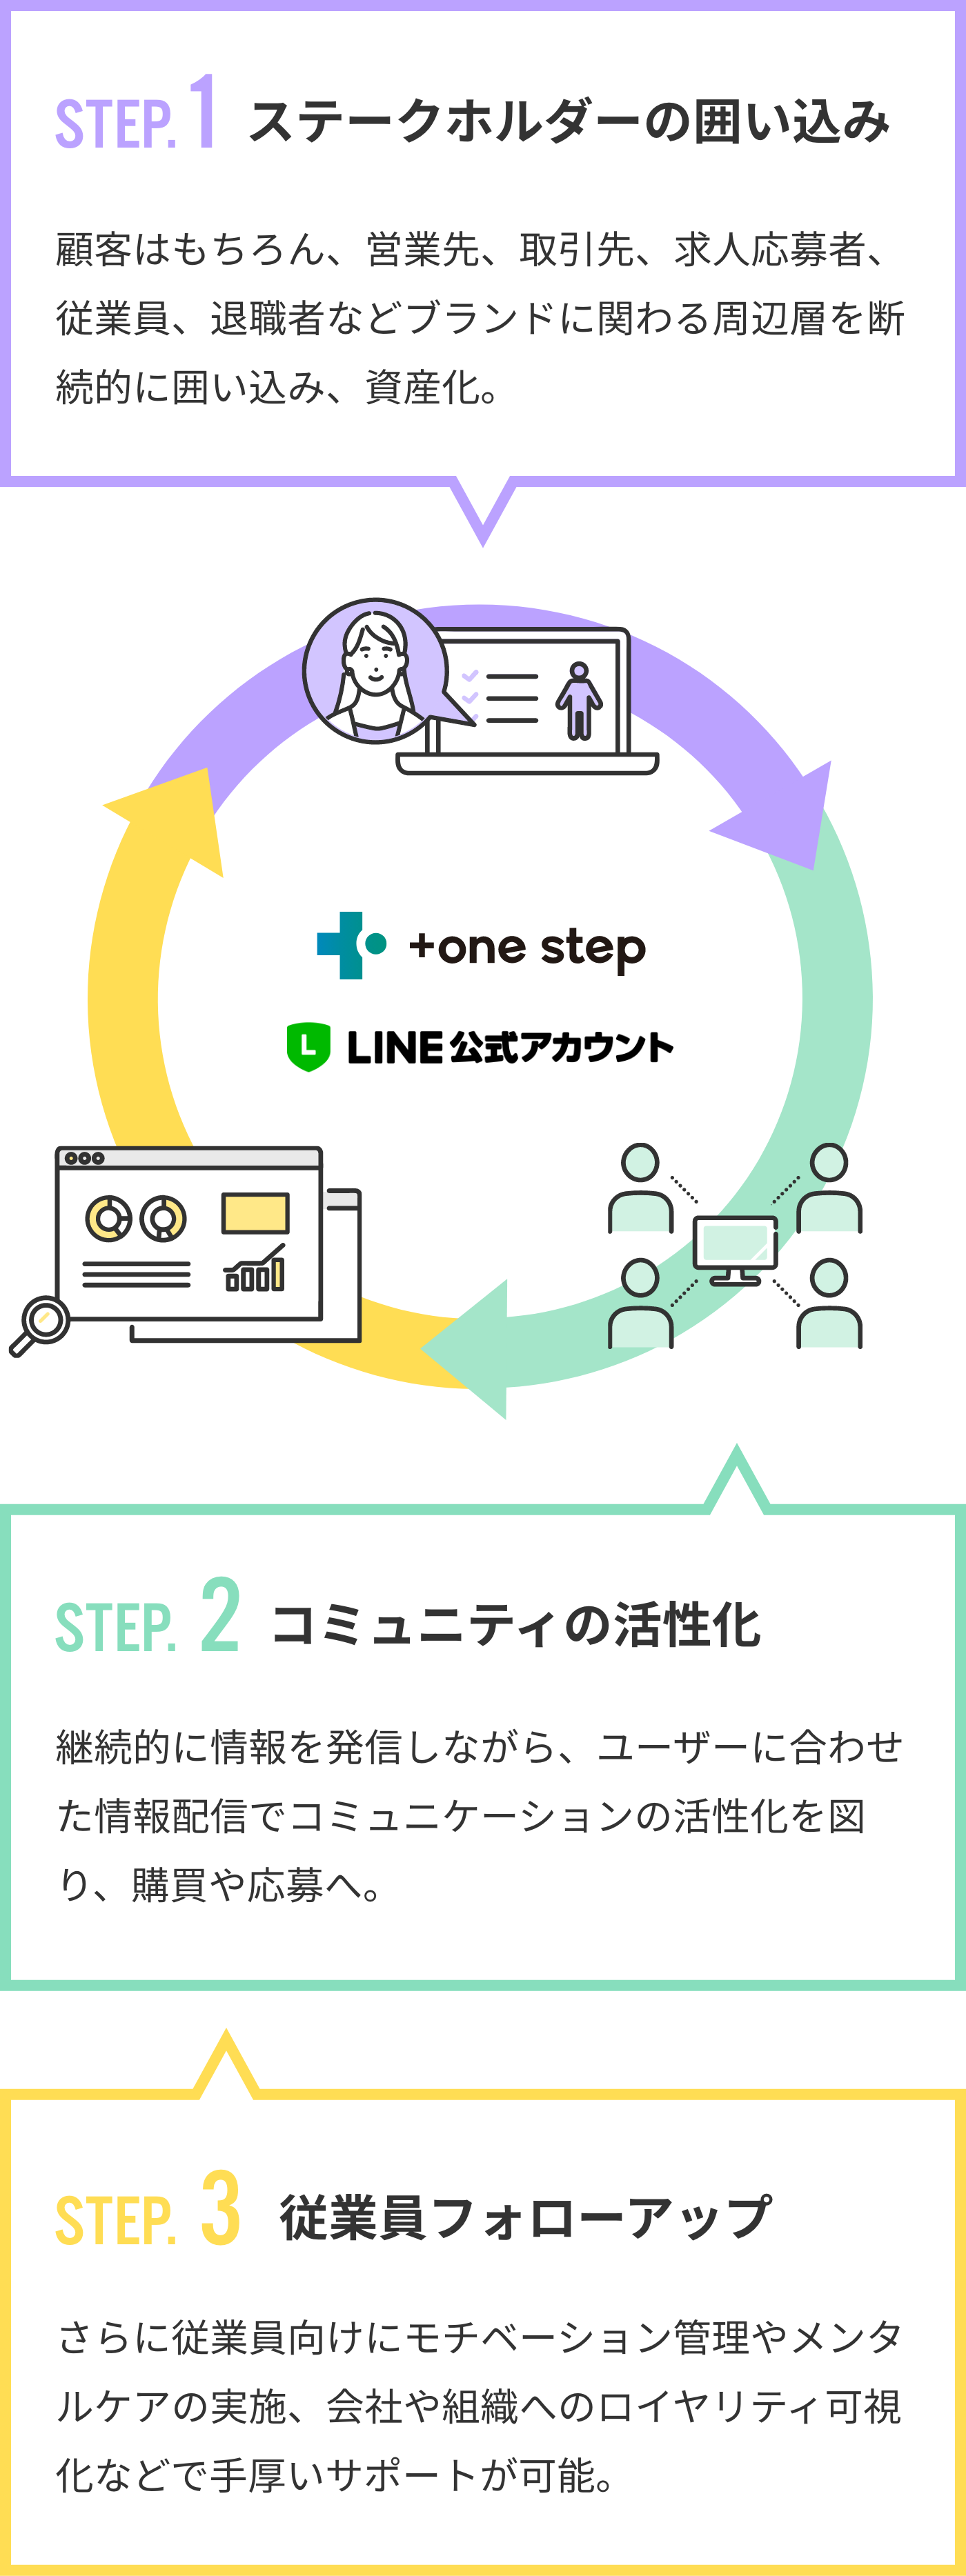 STEP.1 ステークホルダーの囲い込み
顧客はもちろん、営業先、取引先、求人応募者、
従業員、退職者などブランドに関わる周辺層を断
続的に囲い込み、資産化。
+one step
L LINE公式アカウント
STEP. 2 コミュニティの活性化
継続的に情報を発信しながら、ユーザーに合わせ
た情報配信でコミュニケーションの活性化を図
り、購買や応募へ。
STEP. 3 従業員フォローアップ
さらに従業員向けにモチベーション管理やメンタ
ルケアの実施、会社や組織へのロイヤリティ可視
化などで手厚いサポートが可能。